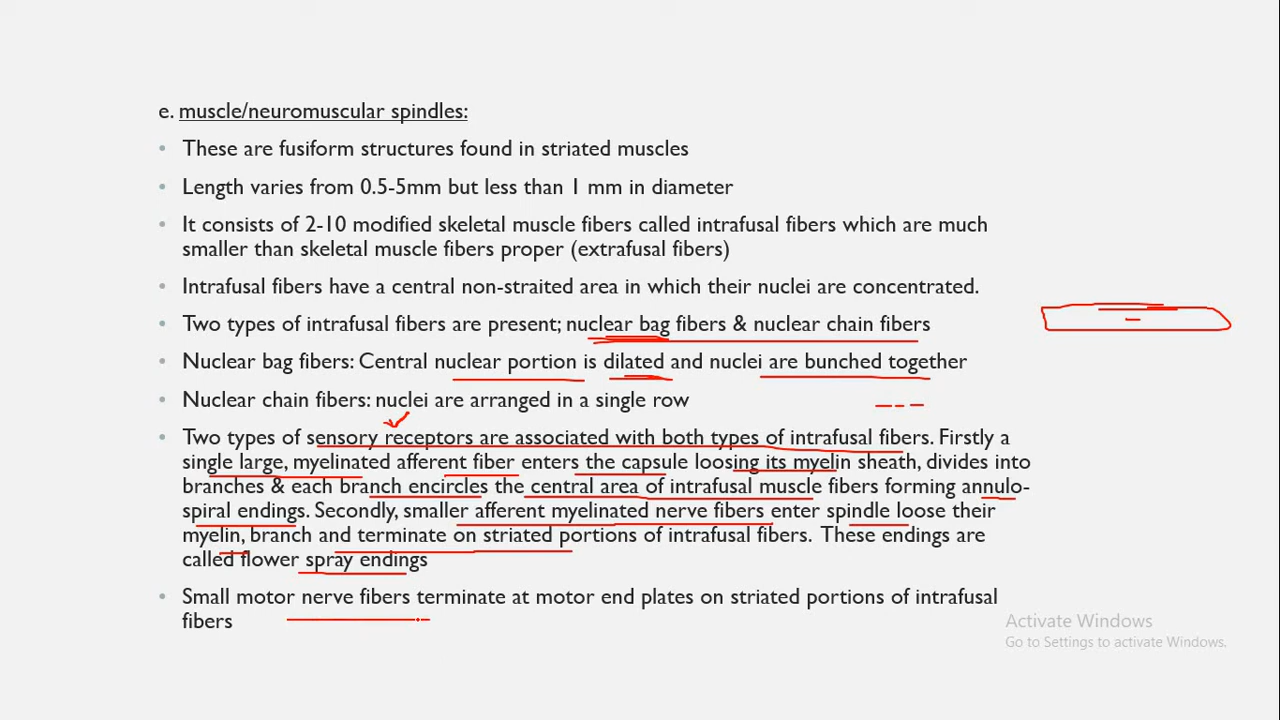 e. muscle/neuromuscular spindles:
• These are fusiform structures found in striated muscles
• Length varies from 0.5-5mm but less than 1 mm in diameter
• It consists of 2-10 modified skeletal muscle fibers called intrafusal fibers which are much
smaller than skeletal muscle fibers proper (extrafusal fibers)
• Intrafusal fibers have a central non-straited area in which their nuclei are concentrated.
• Two types of intrafusal fibers are present; nuclear bag fibers & nuclear chain fibers
• Nuclear bag fibers: Central nuclear portion is dilated and nuclei are bunched together
• Nuclear chain fibers: nuclei are arranged in a single row
• Two types of sensory receptors are associated with both types of intrafusal fibers. Firstly a
single large, myelinated afferent fiber enters the capsule loosing its myelin sheath, divides into
branches & each branch encircles the central area of intrafusal muscle fibers forming annulo-
spiral endings. Secondly, smaller afferent myelinated nerve fibers enter spindle loose their
myelin, branch and terminate on striated portions of intrafusal fibers. These endings are
called flower spray endings
• Small motor nerve fibers terminate at motor end plates on striated portions of intrafusal
fibers
Activate Windows
Go to Settings to activate Windows.